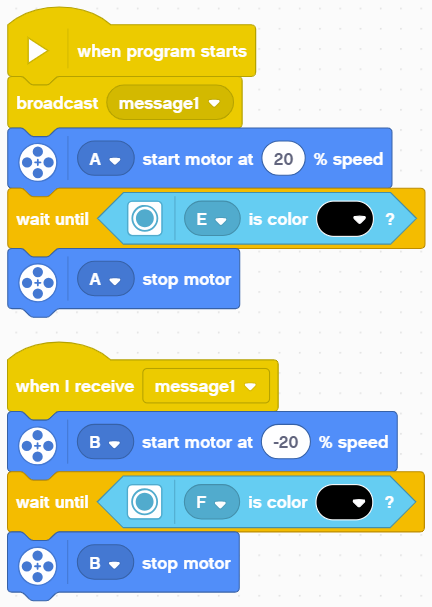 when program starts
broadcast message1
A start motor at 20 % speed
wait until E is color ?
A stop motor
when I receive message1
B start motor at -20 % speed
wait until F is color ?
B stop motor